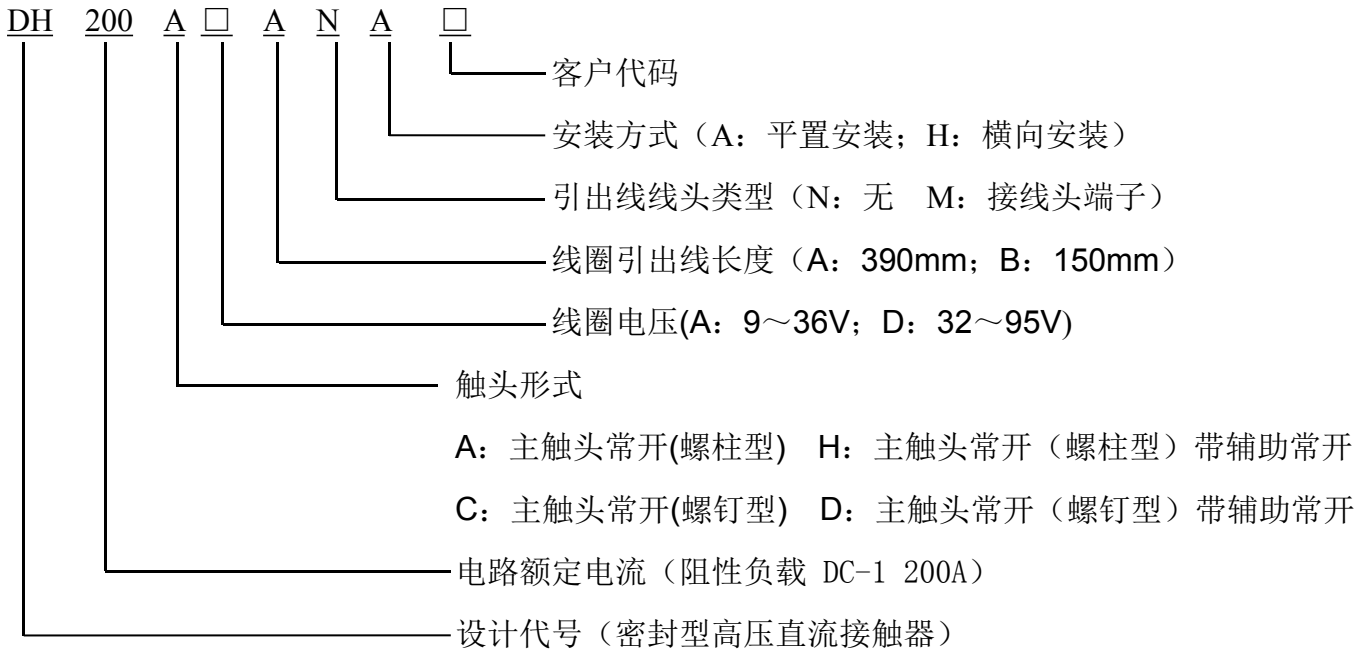 DH 200 A □ A N A □
客户代码
安装方式（A：平置安装；H：横向安装）
引出线线头类型（N：无 M：接线头端子）
线圈引出线长度（A：390mm；B：150mm）
线圈电压(A：9～36V；D：32～95V)
触头形式
A：主触头常开(螺柱型) H：主触头常开（螺柱型）带辅助常开
C：主触头常开(螺钉型) D：主触头常开（螺钉型）带辅助常开
电路额定电流（阻性负载 DC-1 200A）
设计代号（密封型高压直流接触器）